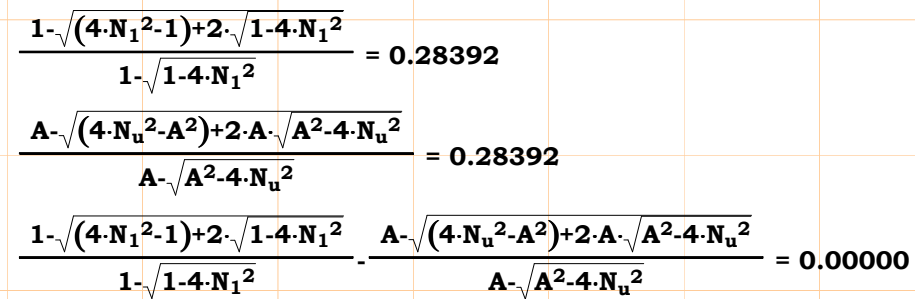 (1-√((4·N₁²-1)+2·√(1-4·N₁²)))/(1-√(1-4·N₁²)) = 0.28392
(A-√((4·Nᵤ²-A²)+2·A·√(A²-4·Nᵤ²)))/(A-√(A²-4·Nᵤ²)) = 0.28392
(1-√((4·N₁²-1)+2·√(1-4·N₁²)))/(1-√(1-4·N₁²)) - (A-√((4·Nᵤ²-A²)+2·A·√(A²-4·Nᵤ²)))/(A-√(A²-4·Nᵤ²)) = 0.00000